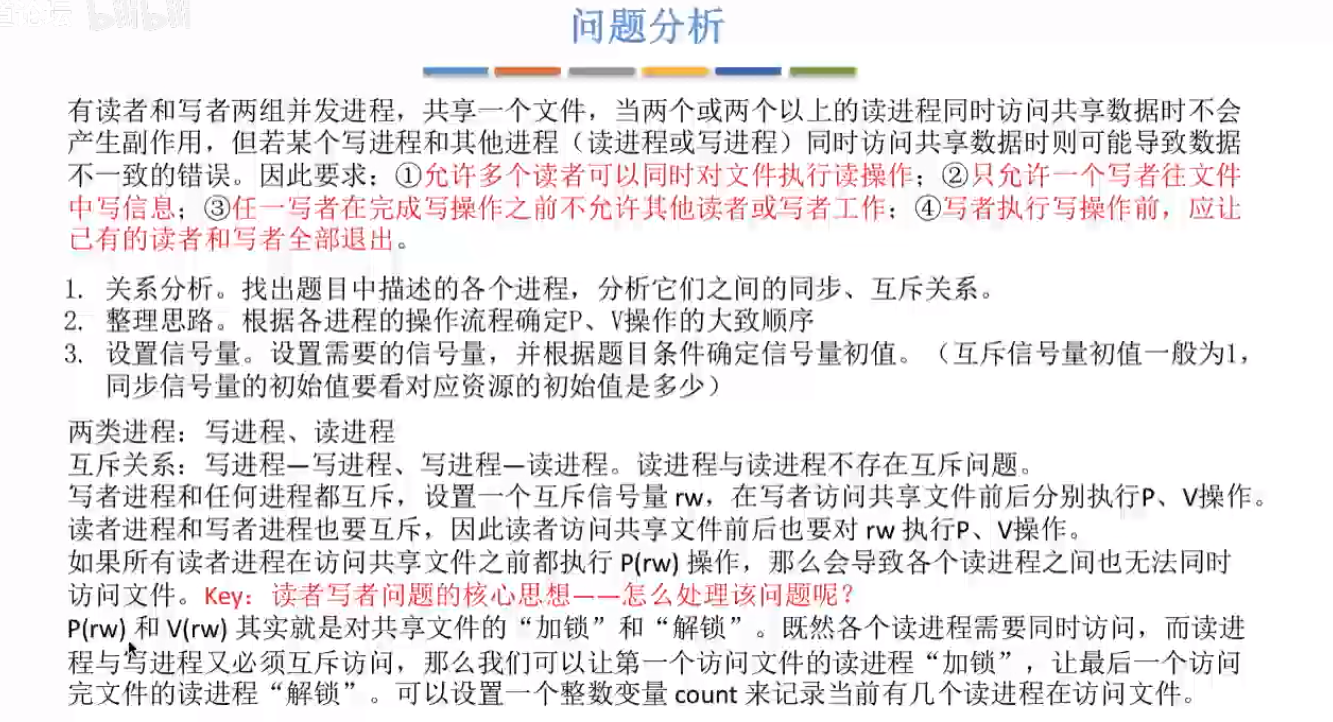 bilibili
问题分析
有读者和写者两组并发进程，共享一个文件，当两个或两个以上的读进程同时访问共享数据时不会
产生副作用，但若某个写进程和其他进程（读进程或写进程）同时访问共享数据时则可能导致数据
不一致的错误。因此要求：①允许多个读者可以同时对文件执行读操作；②只允许一个写者往文件
中写信息；③任一写者在完成写操作之前不允许其他读者或写者工作；④写者执行写操作前，应让
已有的读者和写者全部退出。
1. 关系分析。找出题目中描述的各个进程，分析它们之间的同步、互斥关系。
2. 整理思路。根据各进程的操作流程确定P、V操作的大致顺序
3. 设置信号量。设置需要的信号量，并根据题目条件确定信号量初值。（互斥信号量初值一般为1，
同步信号量的初始值要看对应资源的初始值是多少）
两类进程：写进程、读进程
互斥关系：写进程—写进程、写进程—读进程。读进程与读进程不存在互斥问题。
写者进程和任何进程都互斥，设置一个互斥信号量 rw，在写者访问共享文件前后分别执行P、V操作。
读者进程和写者进程也要互斥，因此读者访问共享文件前后也要对 rw 执行P、V操作。
如果所有读者进程在访问共享文件之前都执行 P(rw) 操作，那么会导致各个读进程之间也无法同时
访问文件。Key：读者写者问题的核心思想——怎么处理该问题呢？
P(rw) 和 V(rw) 其实就是对共享文件的“加锁”和“解锁”。既然各个读进程需要同时访问，而读进
程与写进程又必须互斥访问，那么我们可以让第一个访问文件的读进程“加锁”，让最后一个访问
完文件的读进程“解锁”。可以设置一个整数变量 count 来记录当前有几个读进程在访问文件。